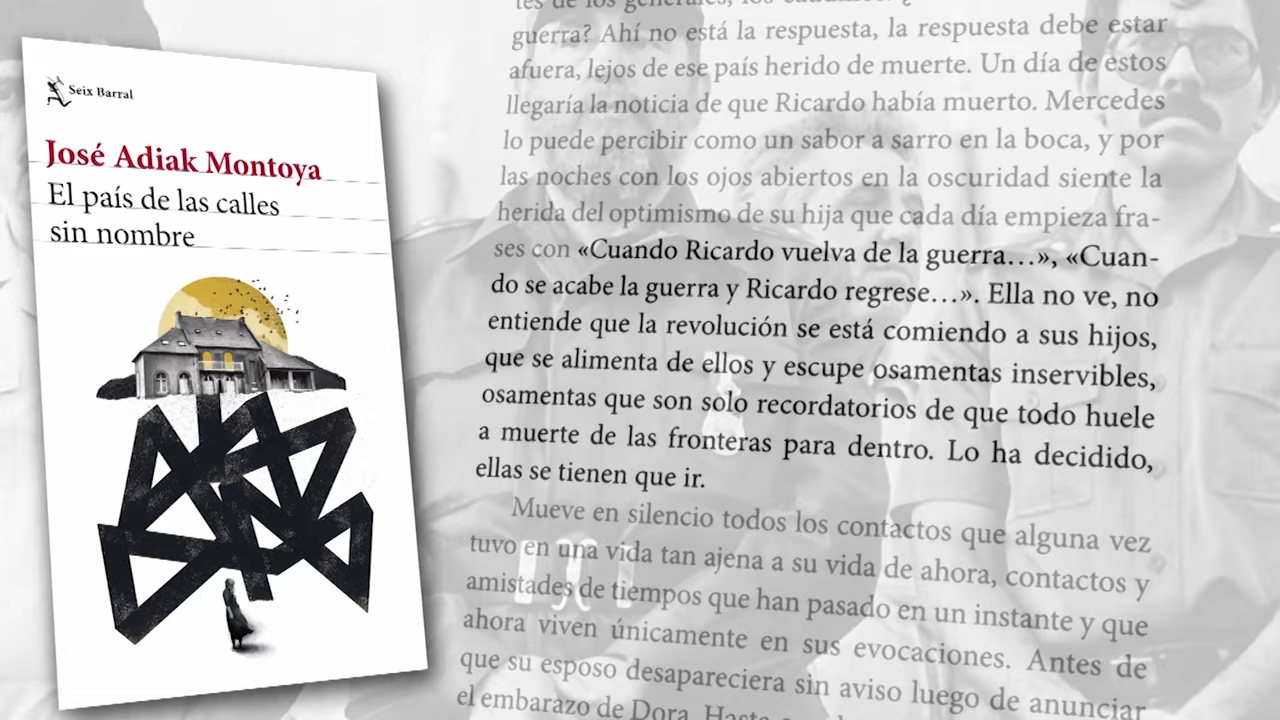 Seix Barral
José Adiak Montoya
El país de las calles
sin nombre
tes de los generales, los
guerra? Ahí no está la respuesta, la respuesta debe estar
afuera, lejos de ese país herido de muerte. Un día de estos
llegaría la noticia de que Ricardo había muerto. Mercedes
lo puede percibir como un sabor a sarro en la boca, y por
las noches con los ojos abiertos en la oscuridad siente la
herida del optimismo de su hija que cada día empieza fra-
ses con «Cuando Ricardo vuelva de la guerra…», «Cuan-
do se acabe la guerra y Ricardo regrese…». Ella no ve, no
entiende que la revolución se está comiendo a sus hijos,
que se alimenta de ellos y escupe osamentas inservibles,
osamentas que son solo recordatorios de que todo huele
a muerte de las fronteras para dentro. Lo ha decidido,
ellas se tienen que ir.
Mueve en silencio todos los contactos que alguna vez
tuvo en una vida tan ajena a su vida de ahora, contactos y
amistades de tiempos que han pasado en un instante y que
ahora viven únicamente en sus evocaciones. Antes de
que su esposo desapareciera sin aviso luego de anunciar
el embarazo de Dora. Hasta